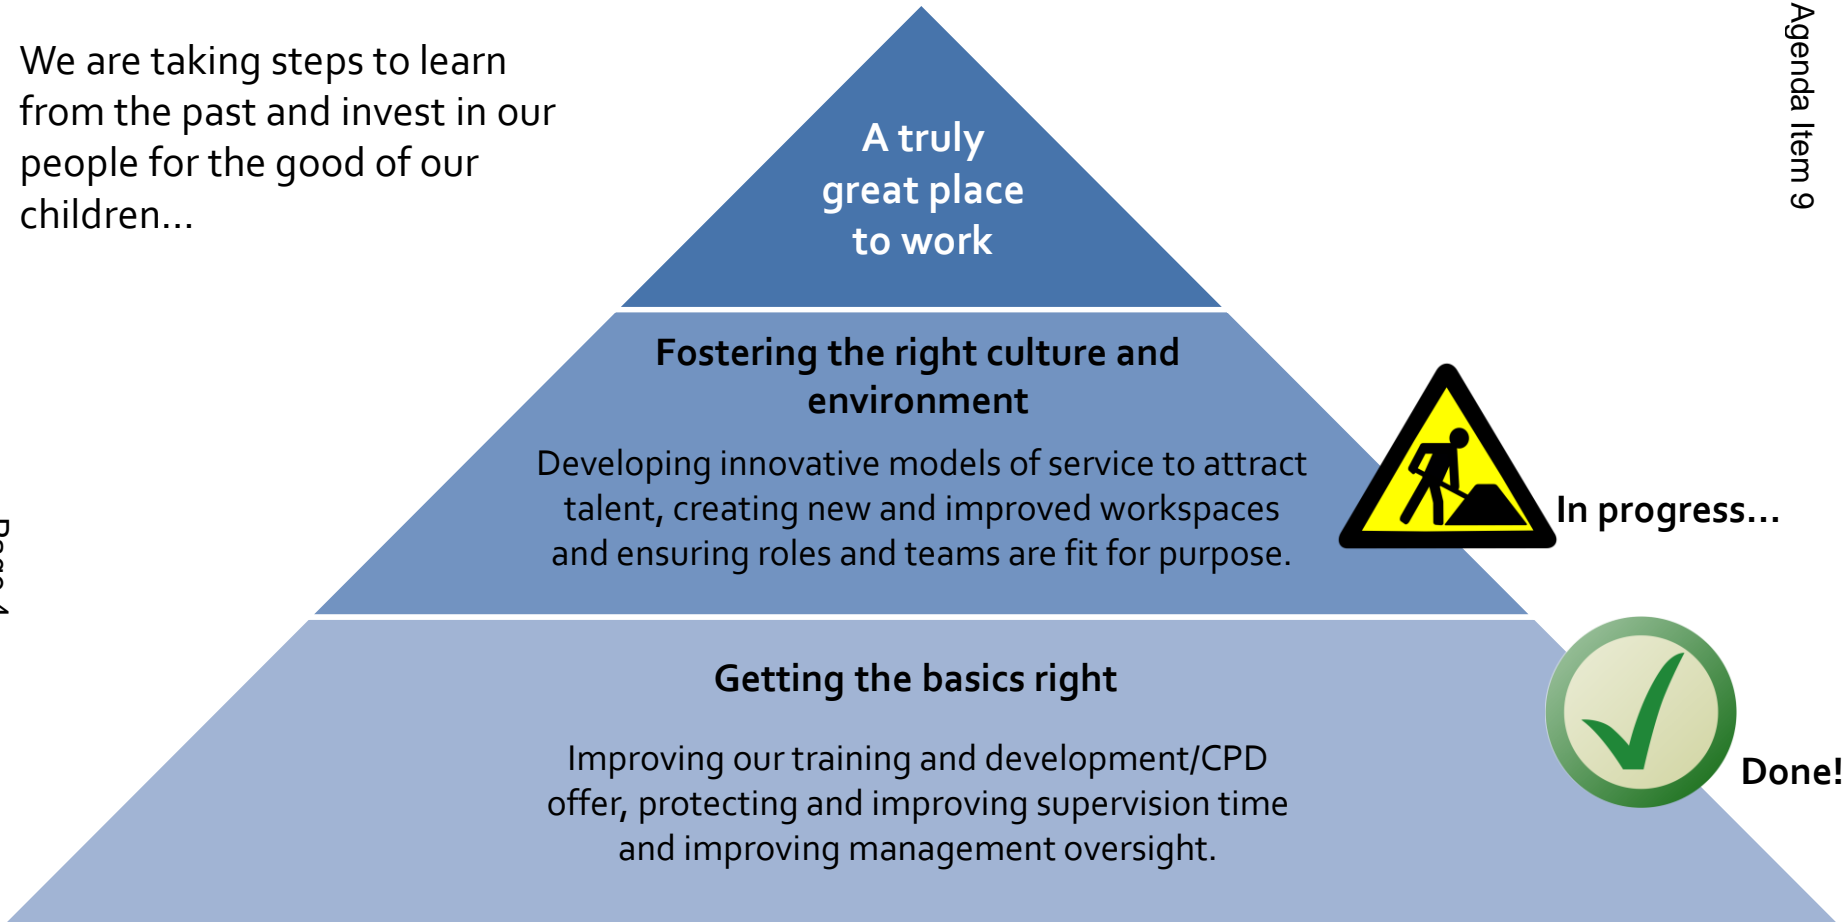 We are taking steps to learn
from the past and invest in our
people for the good of our
children...
Agenda Item 9
A truly
great place
to work
Fostering the right culture and
environment
Developing innovative models of service to attract
talent, creating new and improved workspaces
and ensuring roles and teams are fit for purpose.
In progress...
Getting the basics right
Improving our training and development/CPD
offer, protecting and improving supervision time
and improving management oversight.
Done!